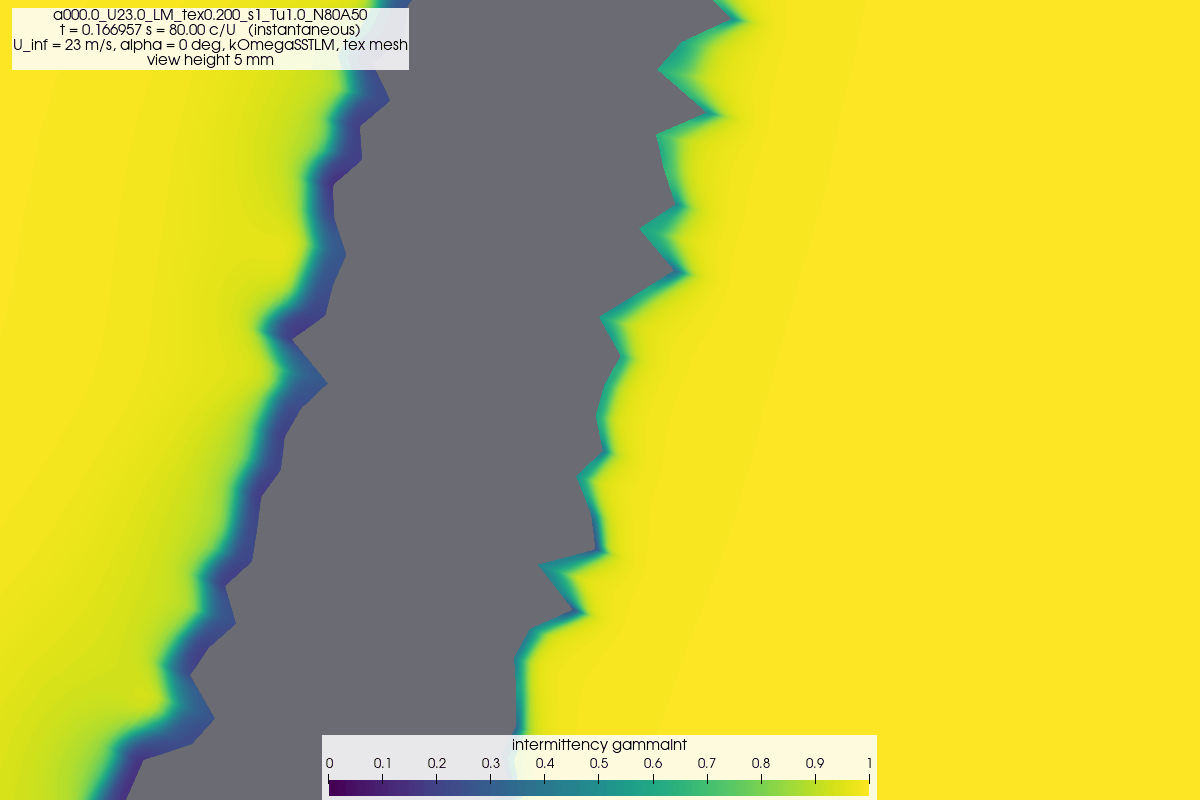 a000.0_U23.0_LM_tex0.200_s1_Tu1.0_N80A50
t = 0.166957 s = 80.00 c/U (instantaneous)
U_inf = 23 m/s, alpha = 0 deg, kOmegaSSTLM, tex mesh
view height 5 mm
intermittency gammaInt
0 0.1 0.2 0.3 0.4 0.5 0.6 0.7 0.8 0.9 1